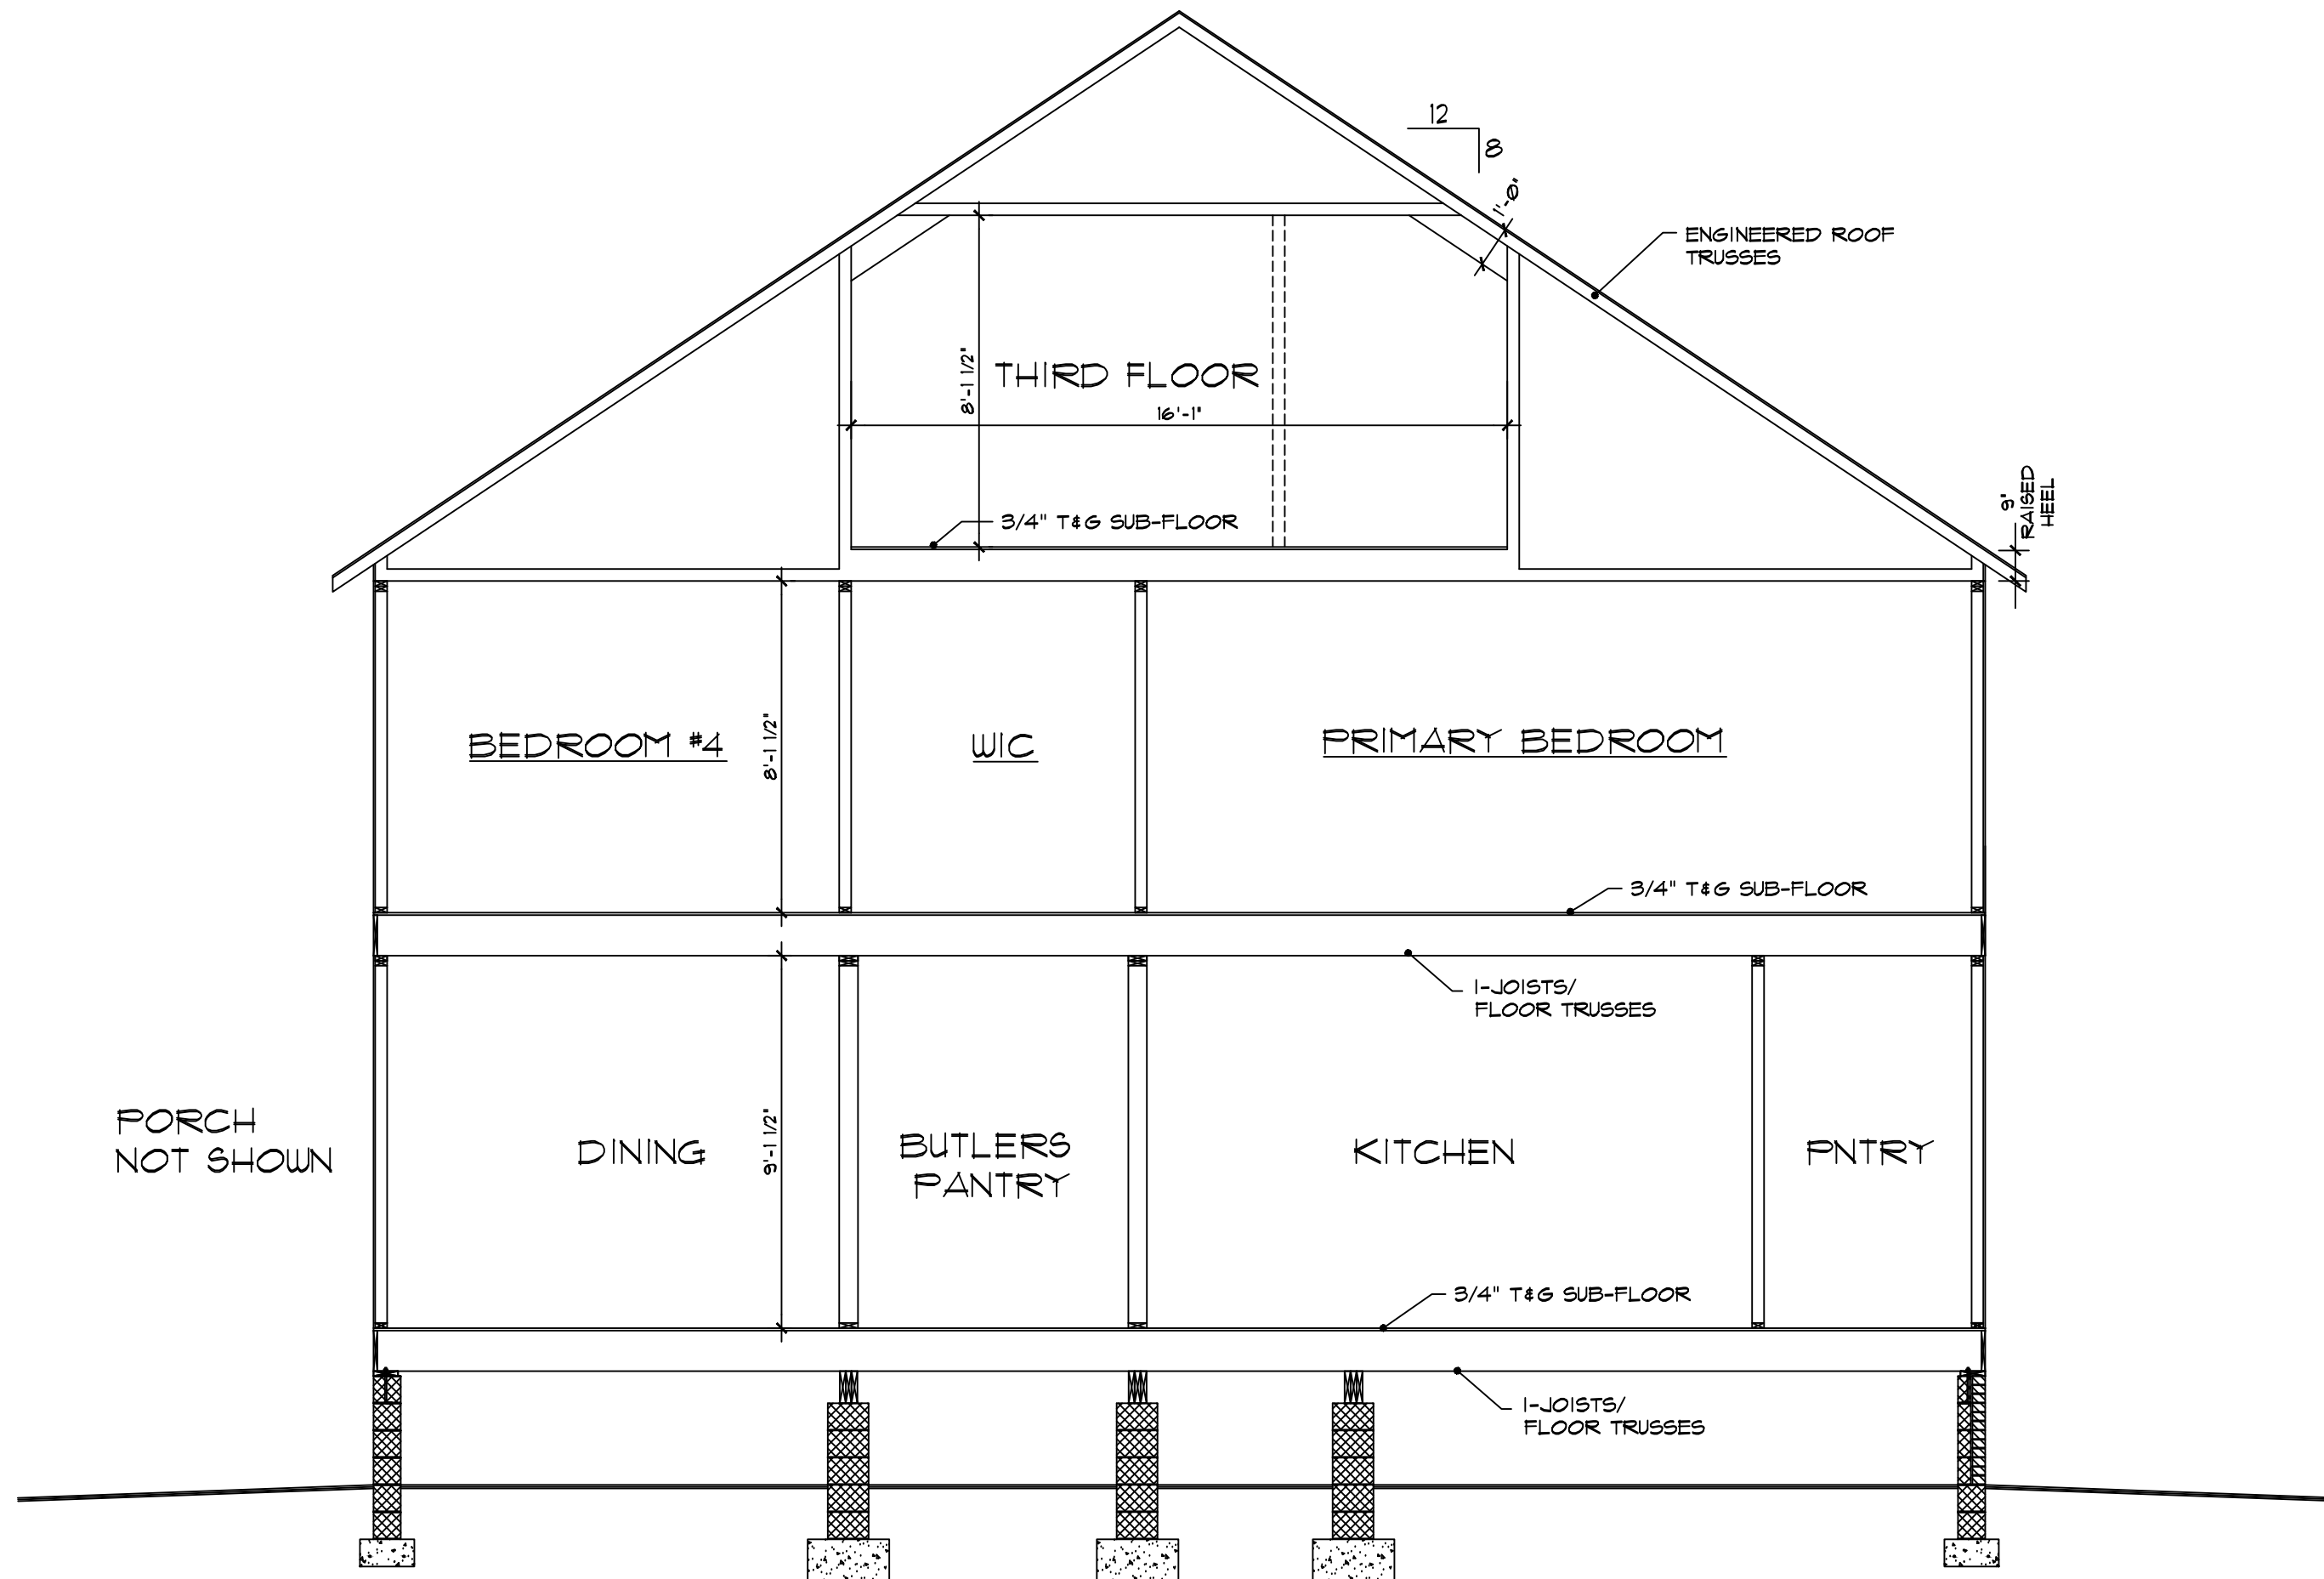 12
8
1'-0"
ENGINEERED ROOF
TRUSSES
8'-1 1/2"
THIRD FLOOR
16'-1"
9"
RAISED
HEEL
3/4" T&G SUB-FLOOR
BEDROOM #4
8'-1 1/2"
WIC
PRIMARY BEDROOM
3/4" T&G SUB-FLOOR
I-JOISTS/
FLOOR TRUSSES
PORCH
NOT SHOWN
DINING
9'-1 1/2"
BUTLERS
PANTRY
KITCHEN
PNTRY
3/4" T&G SUB-FLOOR
I-JOISTS/
FLOOR TRUSSES